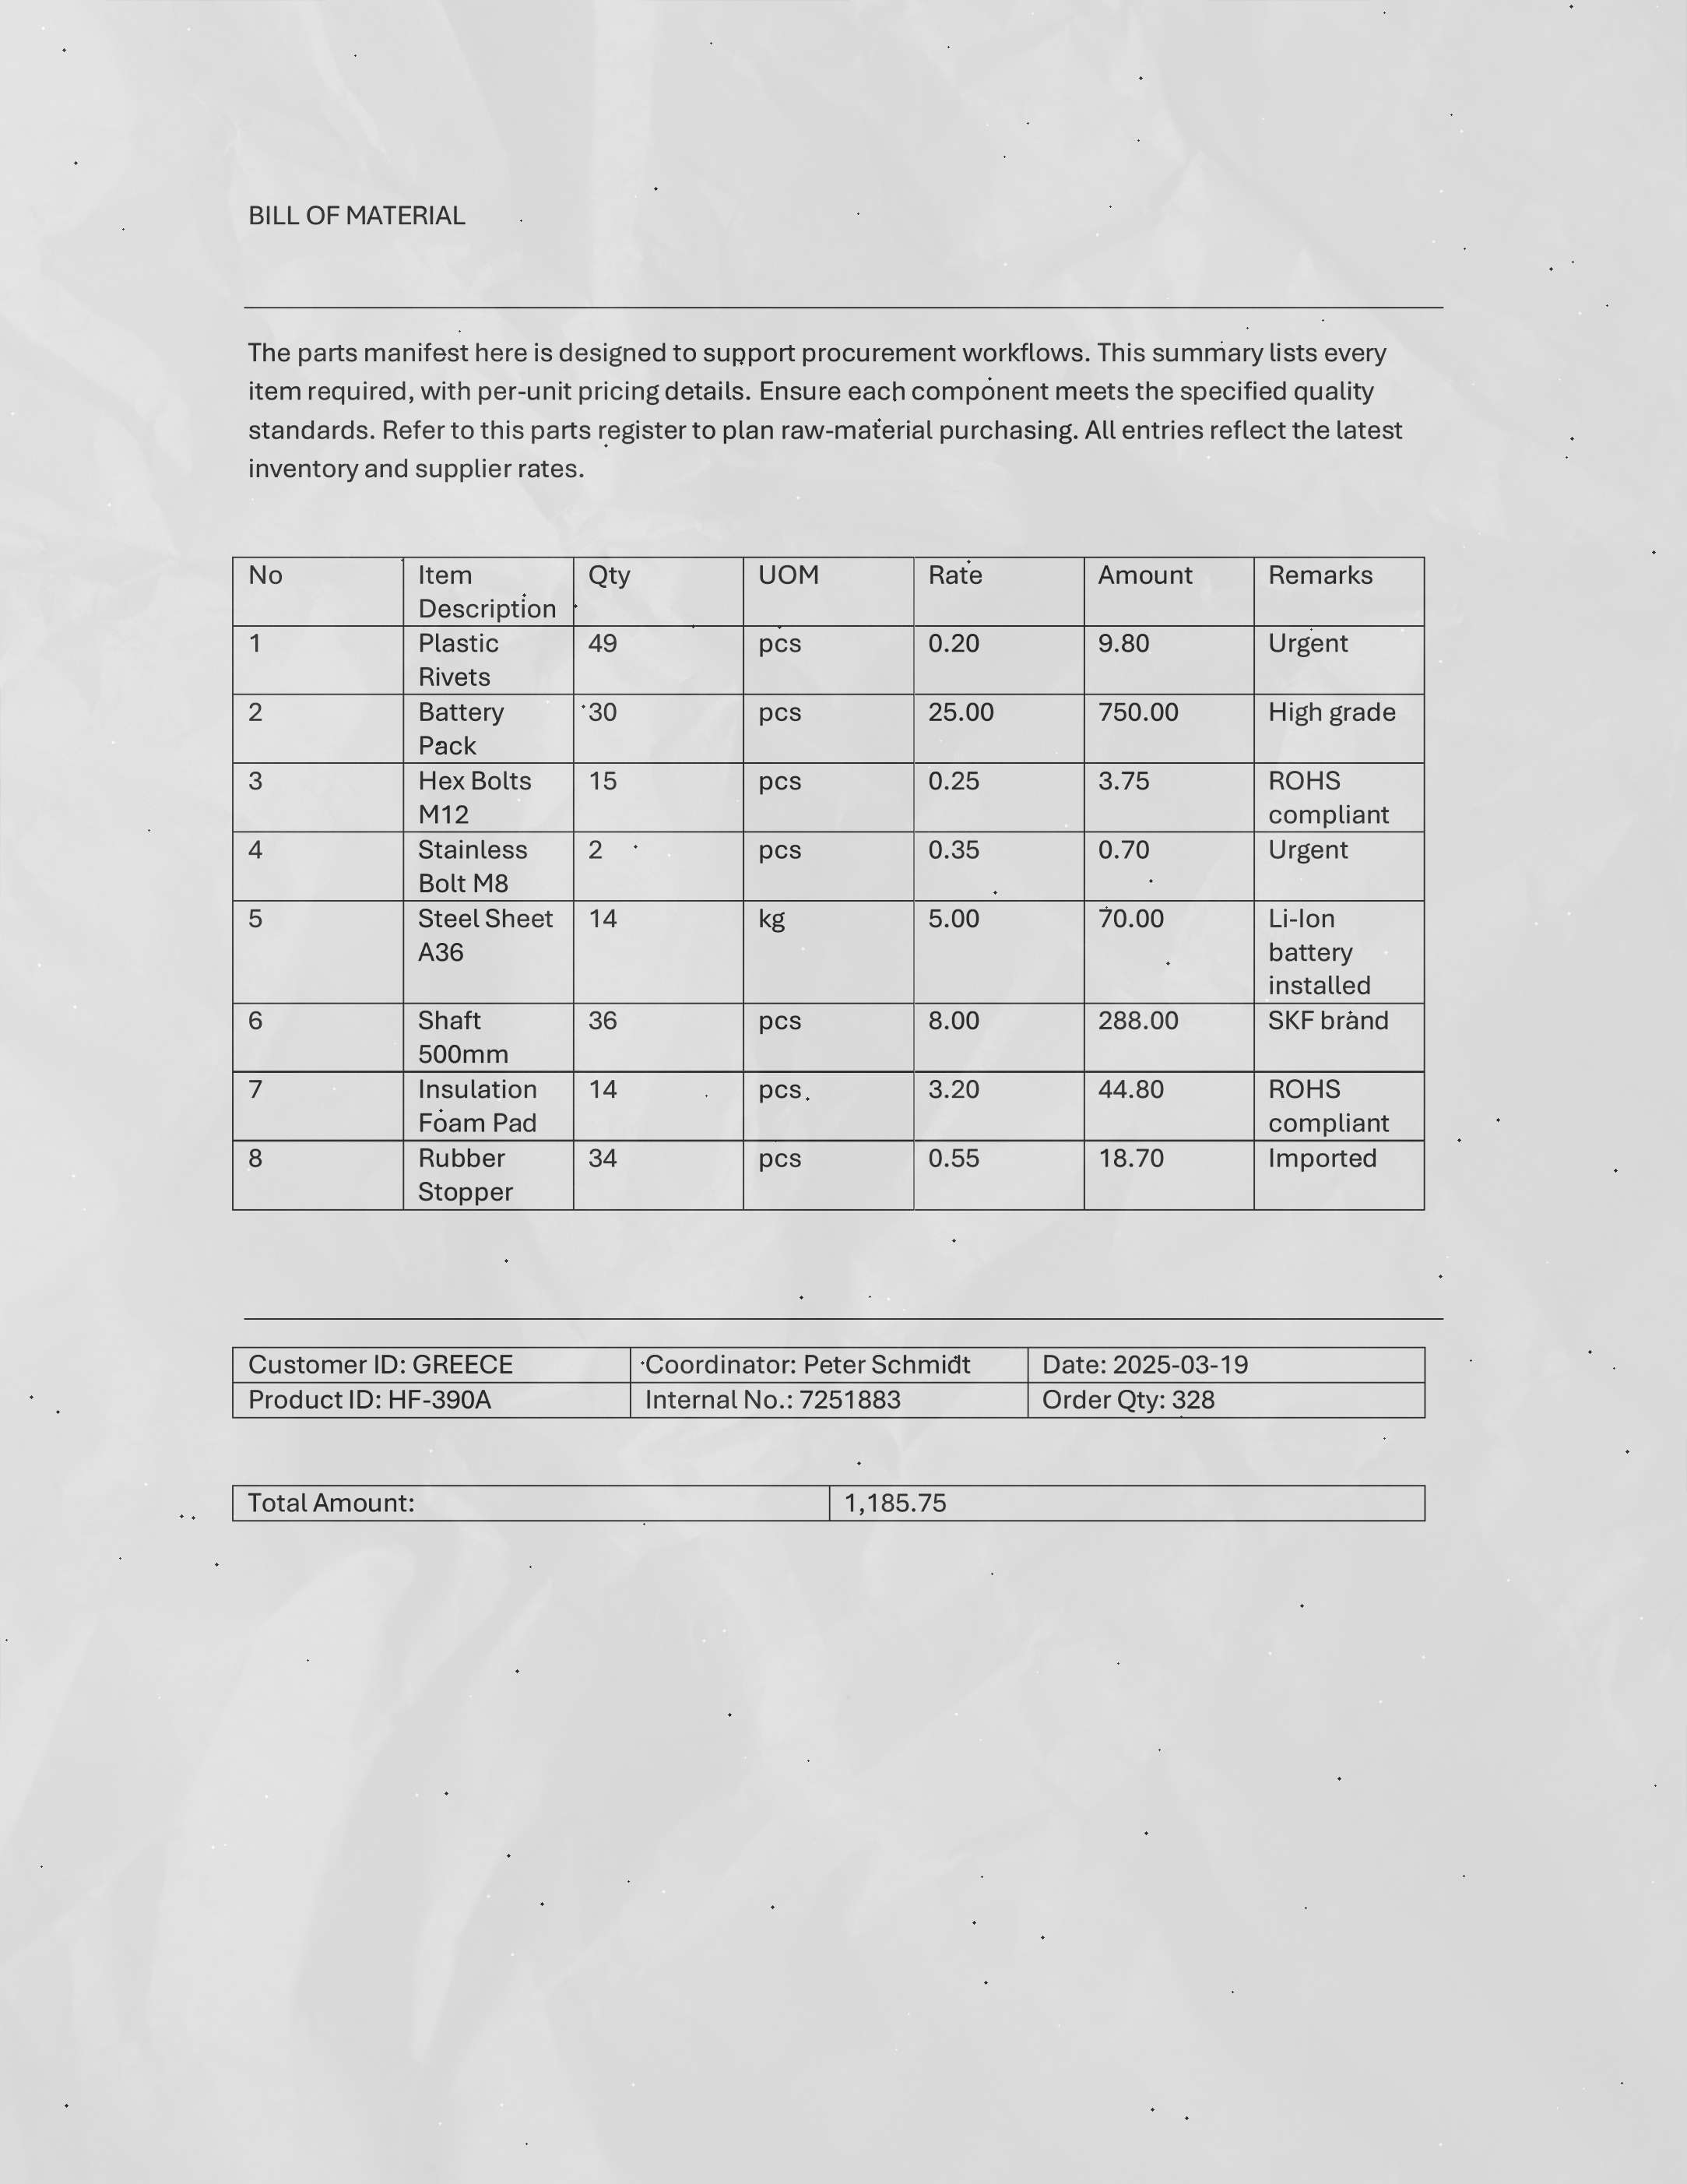 BILL OF MATERIAL
The parts manifest here is designed to support procurement workflows. This summary lists every
item required, with per-unit pricing details. Ensure each component meets the specified quality
standards. Refer to this parts register to plan raw-material purchasing. All entries reflect the latest
inventory and supplier rates.
No Item Description Qty UOM Rate Amount Remarks
1 Plastic Rivets 49 pcs 0.20 9.80 Urgent
2 Battery Pack 30 pcs 25.00 750.00 High grade
3 Hex Bolts M12 15 pcs 0.25 3.75 ROHS compliant
4 Stainless Bolt M8 2 pcs 0.35 0.70 Urgent
5 Steel Sheet A36 14 kg 5.00 70.00 Li-Ion battery installed
6 Shaft 500mm 36 pcs 8.00 288.00 SKF brand
7 Insulation Foam Pad 14 pcs 3.20 44.80 ROHS compliant
8 Rubber Stopper 34 pcs 0.55 18.70 Imported
Customer ID: GREECE Coordinator: Peter Schmidt Date: 2025-03-19
Product ID: HF-390A Internal No.: 7251883 Order Qty: 328
Total Amount: 1,185.75